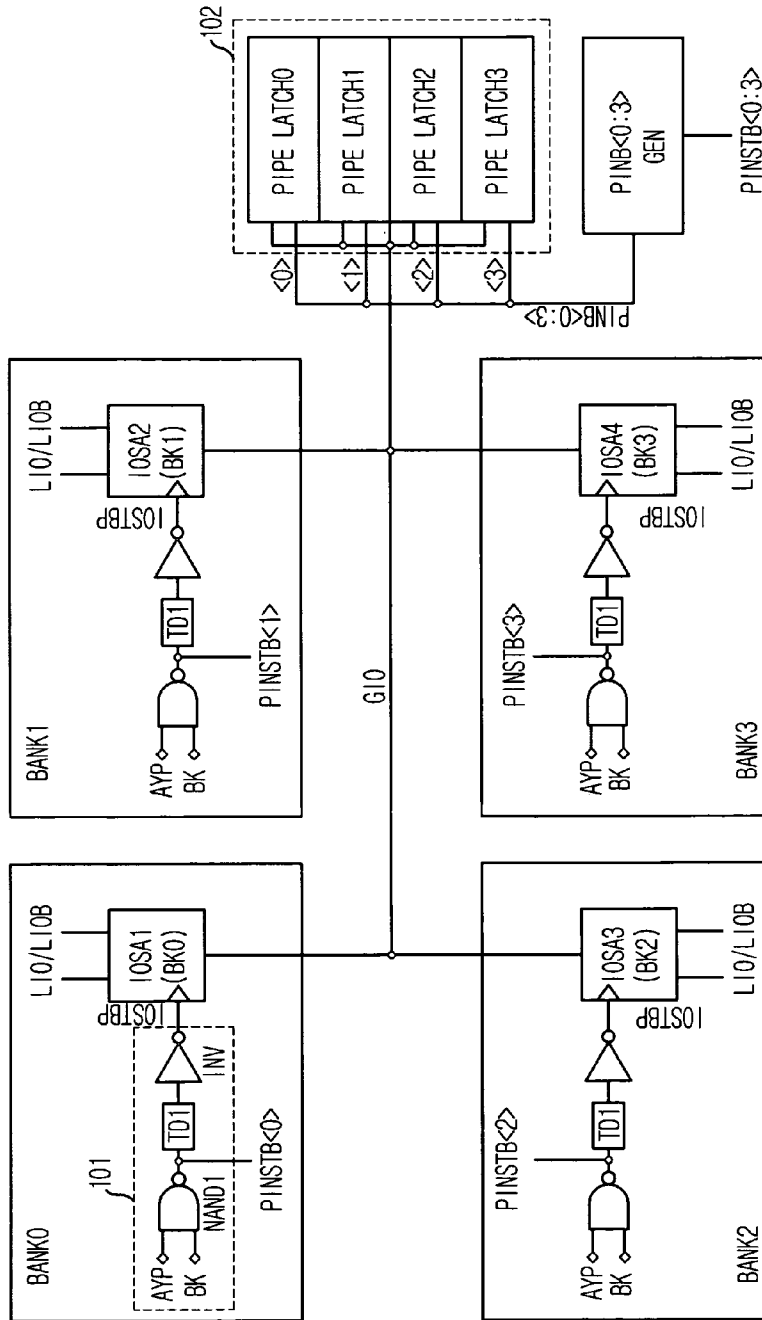 BANK0
101
AYP
BK
NAND1
TD1
INV
PINSTB<0>
IOSTBP
IOSA1
(BK0)
LIO/LIOB
BANK1
AYP
BK
TD1
PINSTB<1>
IOSTBP
IOSA2
(BK1)
LIO/LIOB
GIO
BANK2
AYP
BK
TD1
PINSTB<2>
IOSTBP
IOSA3
(BK2)
LIO/LIOB
BANK3
AYP
BK
TD1
PINSTB<3>
IOSTBP
IOSA4
(BK3)
LIO/LIOB
102
PIPE LATCH0
PIPE LATCH1
PIPE LATCH2
PIPE LATCH3
<0>
<1>
<2>
<3>
PINB<0:3>
PINB<0:3>
GEN
PINSTB<0:3>